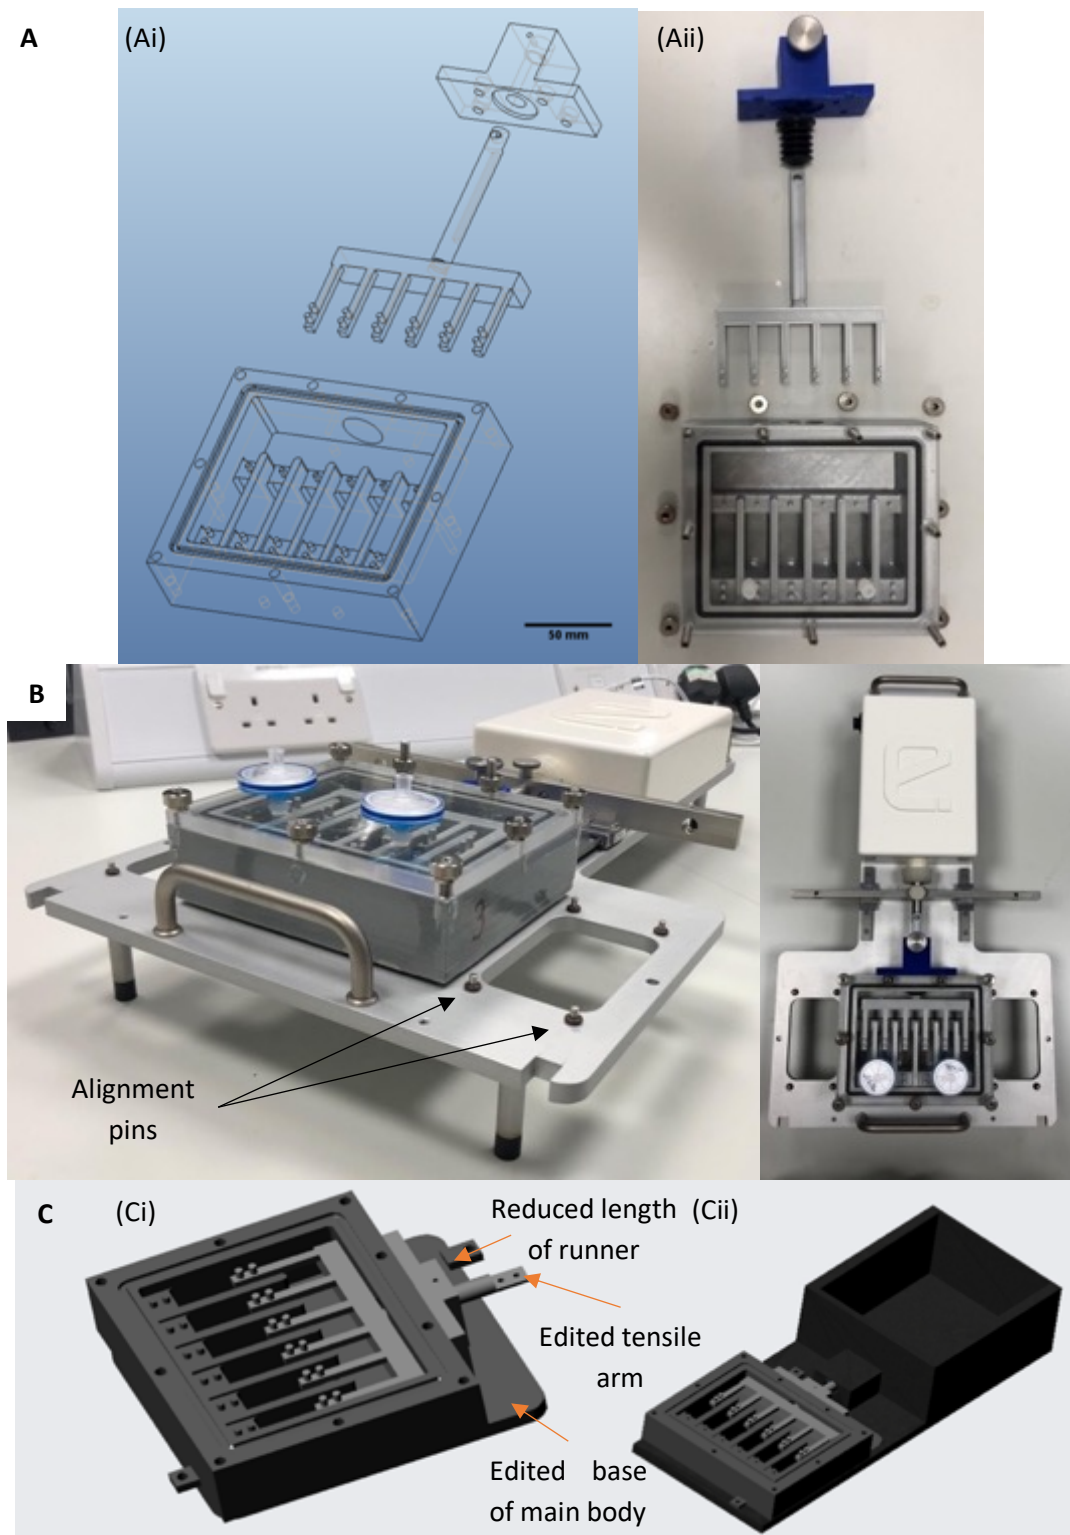 A
(Ai)
(Aii)
50 mm
B
Alignment
pins
C
(Ci)
Reduced length
of runner
(Cii)
Edited tensile
arm
Edited base
of main body